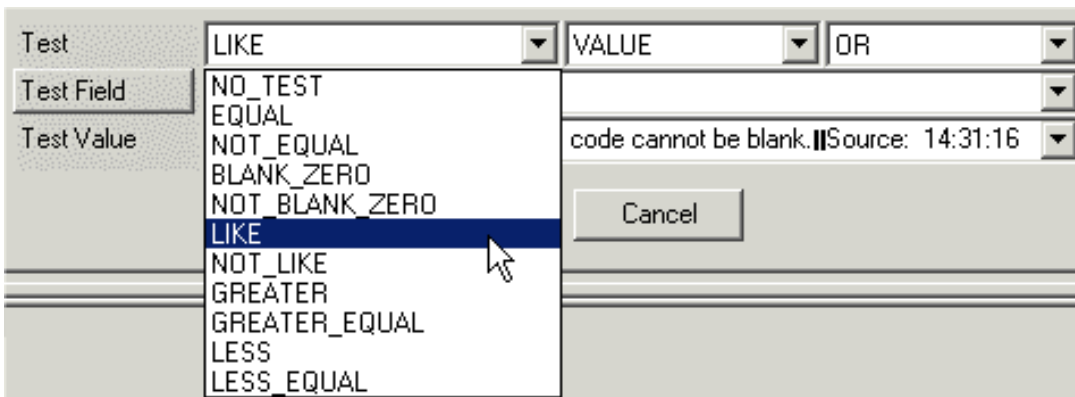 Test LIKE VALUE OR
Test Field
Test Value code cannot be blank.||Source: 14:31:16
NO_TEST
EQUAL
NOT_EQUAL
BLANK_ZERO
NOT_BLANK_ZERO
LIKE
NOT_LIKE
GREATER
GREATER_EQUAL
LESS
LESS_EQUAL
Cancel